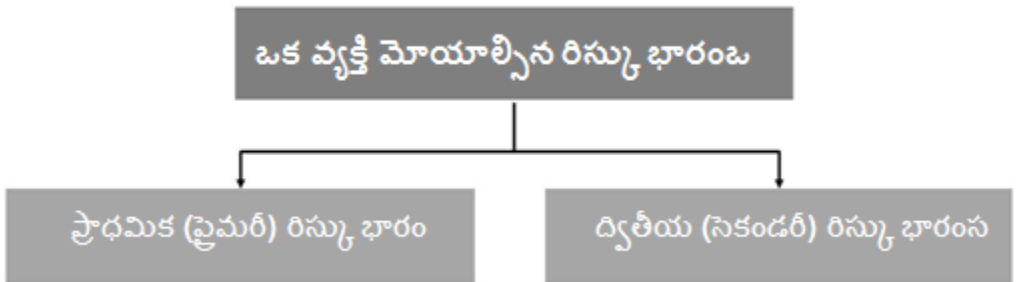 ఒక వ్యక్తి మోయాల్సిన రిస్కు భారంఒ
ప్రాధమిక (ప్రైమరీ) రిస్కు భారం
ద్వితీయ (సెకండరీ) రిస్కు భారంస